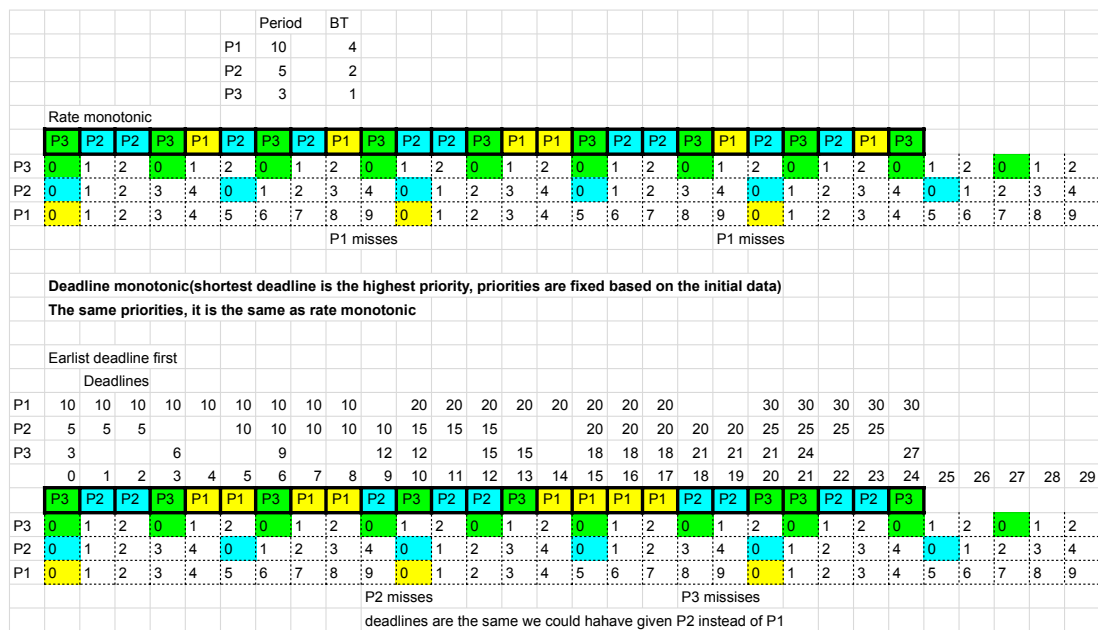 Period BT
P1 10 4
P2 5 2
P3 3 1
Rate monotonic
P3 P2 P2 P3 P1 P2 P3 P2 P1 P3 P2 P2 P3 P1 P1 P3 P2 P2 P3 P1 P2 P3 P2 P1 P3
P3 0 1 2 0 1 2 0 1 2 0 1 2 0 1 2 0 1 2 0 1 2 0 1 2 0 1 2 0 1 2
P2 0 1 2 3 4 0 1 2 3 4 0 1 2 3 4 0 1 2 3 4 0 1 2 3 4 0 1 2 3 4
P1 0 1 2 3 4 5 6 7 8 9 0 1 2 3 4 5 6 7 8 9 0 1 2 3 4 5 6 7 8 9
P1 misses P1 misses
Deadline monotonic(shortest deadline is the highest priority, priorities are fixed based on the initial data)
The same priorities, it is the same as rate monotonic
Earlist deadline first
Deadlines
P1 10 10 10 10 10 10 10 10 10 20 20 20 20 20 20 20 20 30 30 30 30 30
P2 5 5 5 10 10 10 10 10 15 15 15 20 20 20 20 20 25 25 25 25
P3 3 6 9 12 12 15 15 18 18 18 21 21 21 24 27
0 1 2 3 4 5 6 7 8 9 10 11 12 13 14 15 16 17 18 19 20 21 22 23 24 25 26 27 28 29
P3 P2 P2 P3 P1 P1 P3 P1 P1 P2 P3 P2 P2 P3 P1 P1 P1 P1 P2 P2 P3 P3 P2 P2 P3
P3 0 1 2 0 1 2 0 1 2 0 1 2 0 1 2 0 1 2 0 1 2 0 1 2 0 1 2 0 1 2
P2 0 1 2 3 4 0 1 2 3 4 0 1 2 3 4 0 1 2 3 4 0 1 2 3 4 0 1 2 3 4
P1 0 1 2 3 4 5 6 7 8 9 0 1 2 3 4 5 6 7 8 9 0 1 2 3 4 5 6 7 8 9
P2 misses P3 missises
deadlines are the same we could hahave given P2 instead of P1